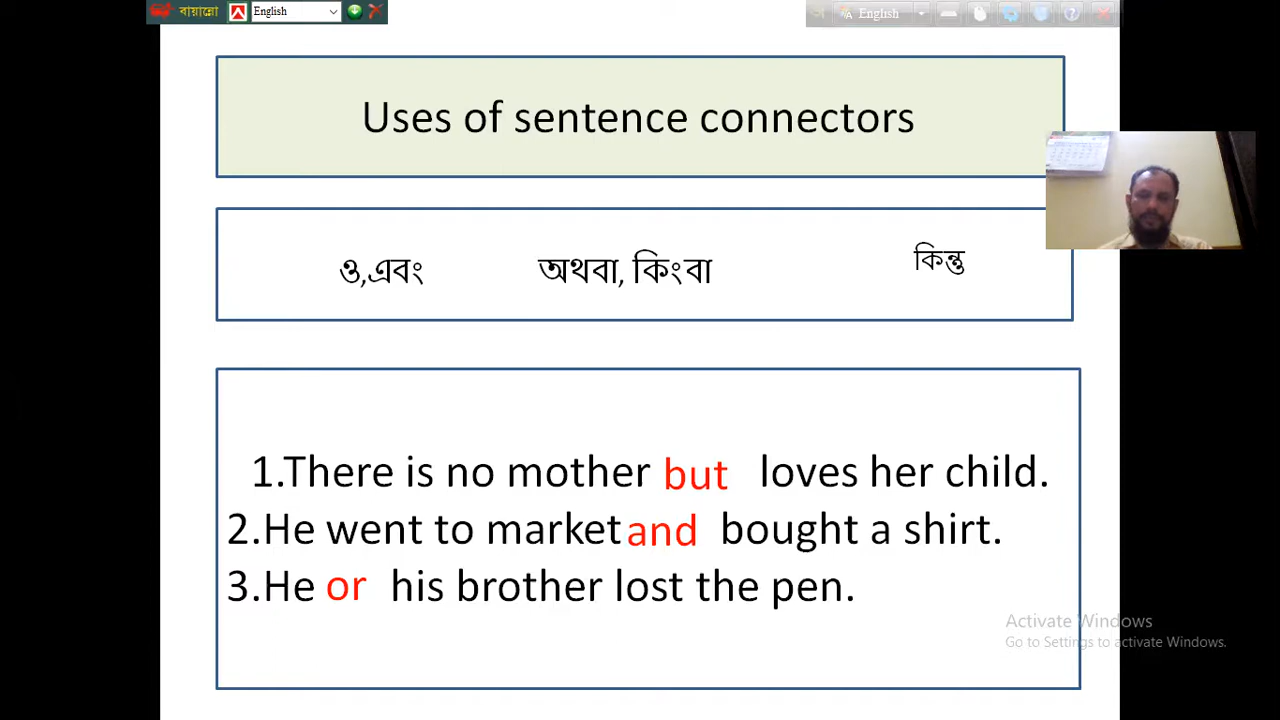 বায়ান্নো English English
Uses of sentence connectors
ও,এবং অথবা, কিংবা কিন্তু
1.There is no mother but loves her child.
2.He went to market and bought a shirt.
3.He or his brother lost the pen.
Activate Windows
Go to Settings to activate Windows.